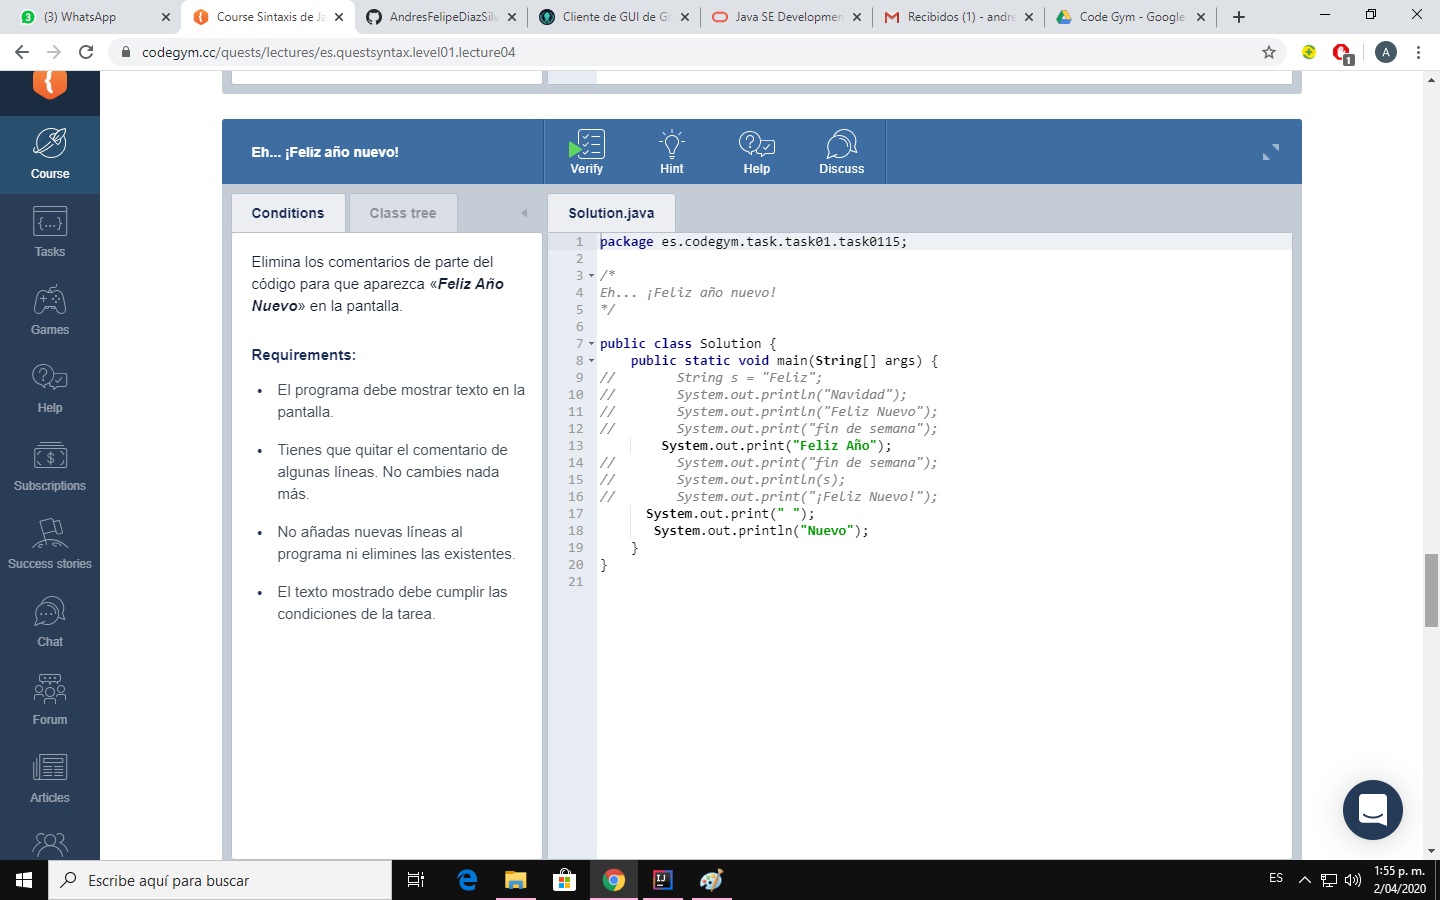 (3) WhatsApp
Course Sintaxis de Ja
AndresFelipeDiazSilv
Cliente de GUI de Gi
Java SE Developmen
Recibidos (1) - andre
Code Gym - Google
codegym.cc/quests/lectures/es.questsyntax.level01.lecture04
1
A
Course
Tasks
Games
Help
Subscriptions
Success stories
Chat
Forum
Articles
Eh... ¡Feliz año nuevo!
Verify
Hint
Help
Discuss
Conditions
Class tree
Solution.java
Elimina los comentarios de parte del
código para que aparezca «Feliz Año
Nuevo» en la pantalla.
Requirements:
• El programa debe mostrar texto en la
pantalla.
• Tienes que quitar el comentario de
algunas líneas. No cambies nada
más.
• No añadas nuevas líneas al
programa ni elimines las existentes.
• El texto mostrado debe cumplir las
condiciones de la tarea.
1 package es.codegym.task.task01.task0115;
2
3 /*
4 Eh... ¡Feliz año nuevo!
5 */
6
7 public class Solution {
8 public static void main(String[] args) {
9 // String s = "Feliz";
10 // System.out.println("Navidad");
11 // System.out.println("Feliz Nuevo");
12 // System.out.print("fin de semana");
13 System.out.print("Feliz Año");
14 // System.out.print("fin de semana");
15 // System.out.println(s);
16 // System.out.print("¡Feliz Nuevo!");
17 System.out.print(" ");
18 System.out.println("Nuevo");
19 }
20 }
21
Escribe aquí para buscar
ES
1:55 p. m.
2/04/2020